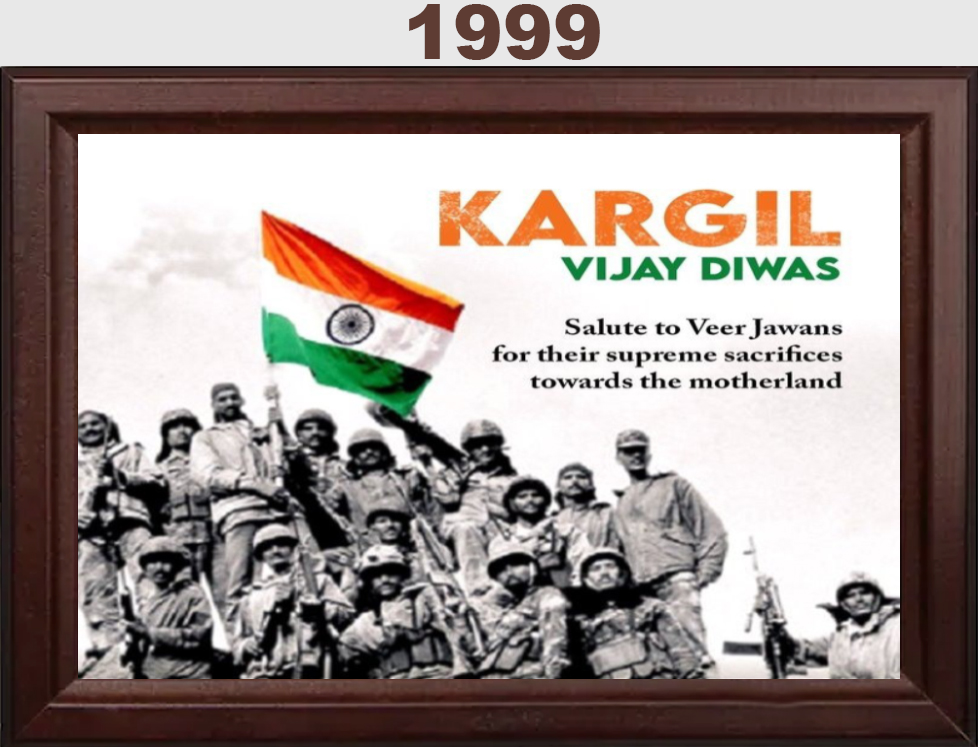 1999
KARGIL
VIJAY DIWAS
Salute to Veer Jawans
for their supreme sacrifices
towards the motherland